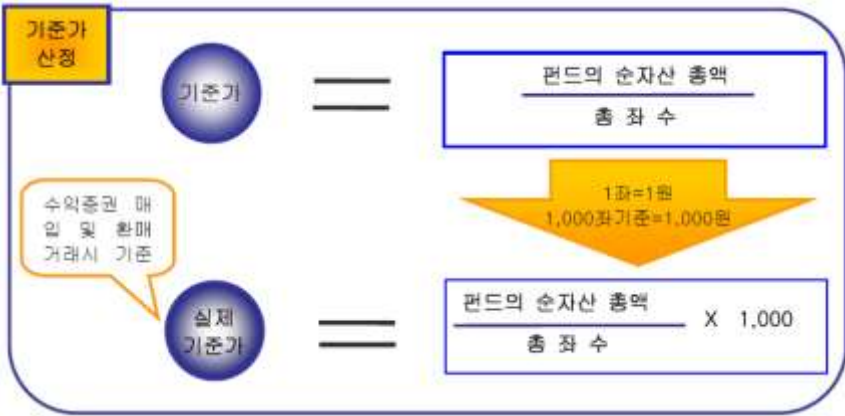 기준가
산정
기준가
펀드의 순자산 총액
총 좌 수
1좌=1원
1,000좌기준=1,000원
수익증권 매
입 및 환매
거래시 기준
실제
기준가
펀드의 순자산 총액
총 좌 수
X 1,000